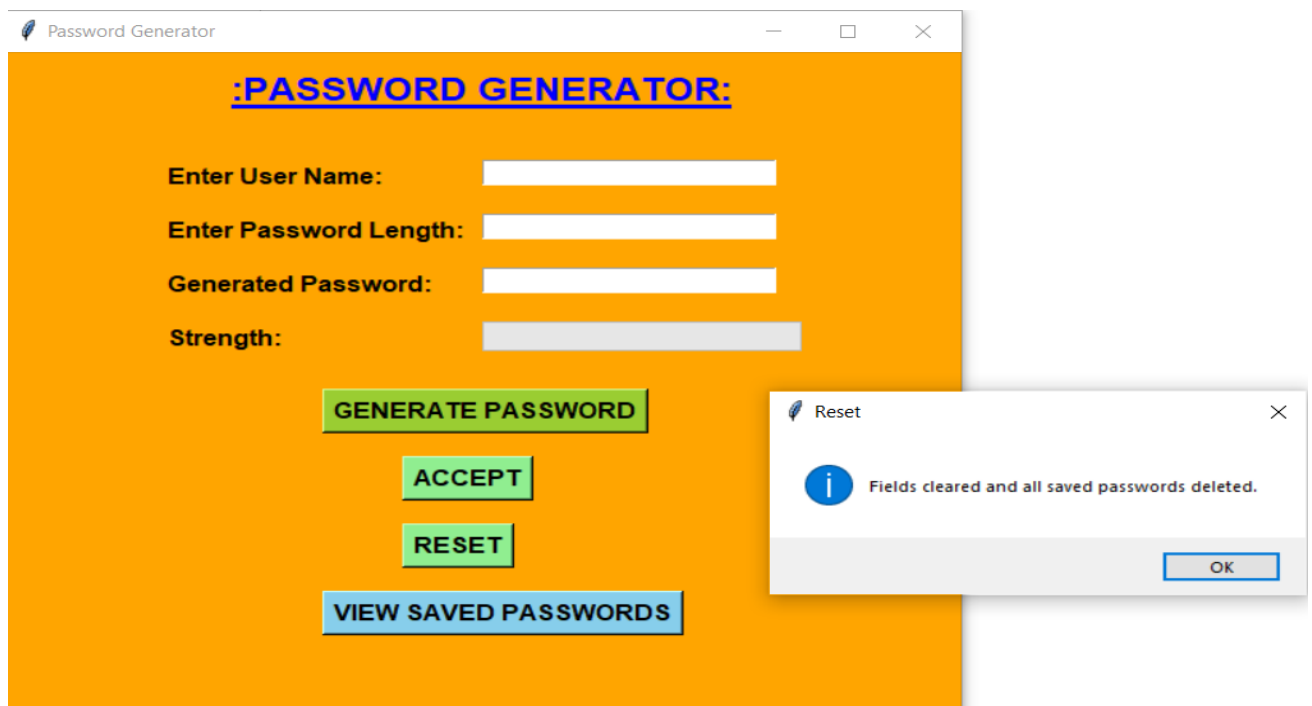 Password Generator
:PASSWORD GENERATOR:
Enter User Name:
Enter Password Length:
Generated Password:
Strength:
GENERATE PASSWORD
ACCEPT
RESET
VIEW SAVED PASSWORDS
Reset
Fields cleared and all saved passwords deleted.
OK